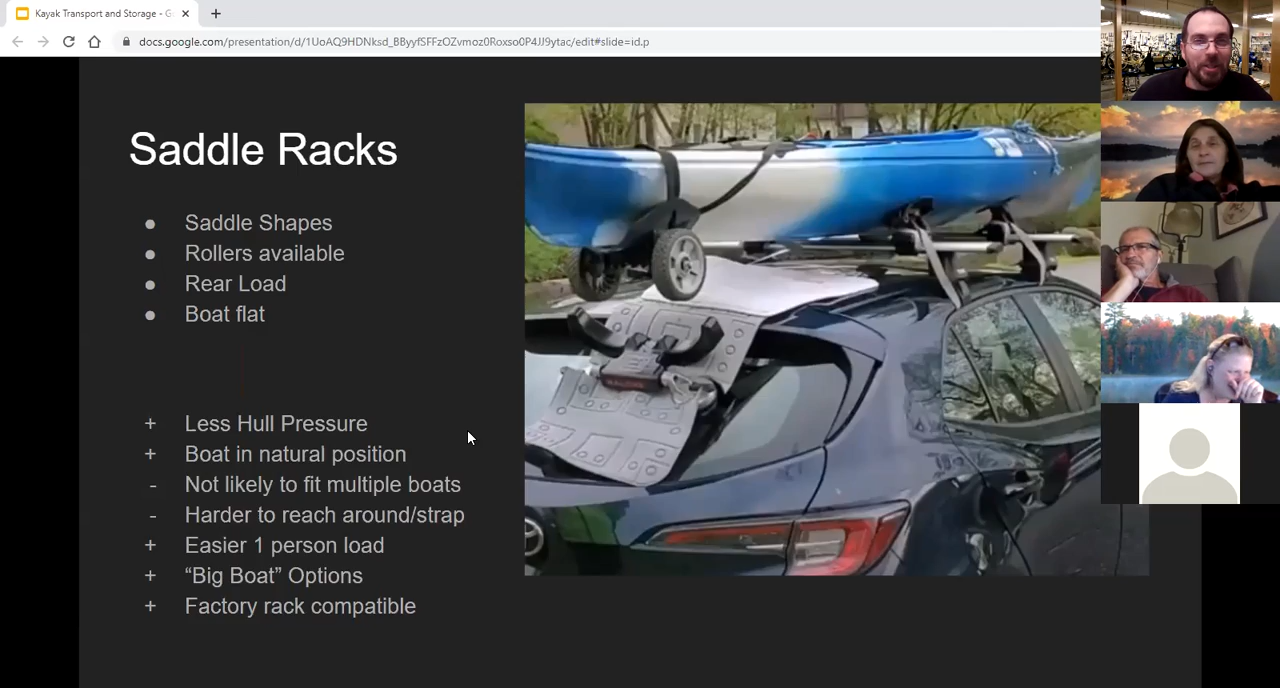 Kayak Transport and Storage - G
docs.google.com/presentation/d/1UoAQ9HDNksd_BByyfSFFzOZvmoz0Roxso0P4JJ9ytac/edit#slide=id.p
Saddle Racks
● Saddle Shapes
● Rollers available
● Rear Load
● Boat flat
+ Less Hull Pressure
+ Boat in natural position
- Not likely to fit multiple boats
- Harder to reach around/strap
+ Easier 1 person load
+ “Big Boat” Options
+ Factory rack compatible